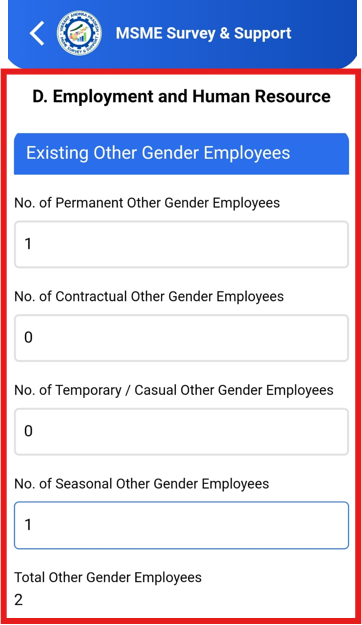 MSME Survey & Support
D. Employment and Human Resource
Existing Other Gender Employees
No. of Permanent Other Gender Employees
1
No. of Contractual Other Gender Employees
0
No. of Temporary / Casual Other Gender Employees
0
No. of Seasonal Other Gender Employees
1
Total Other Gender Employees
2